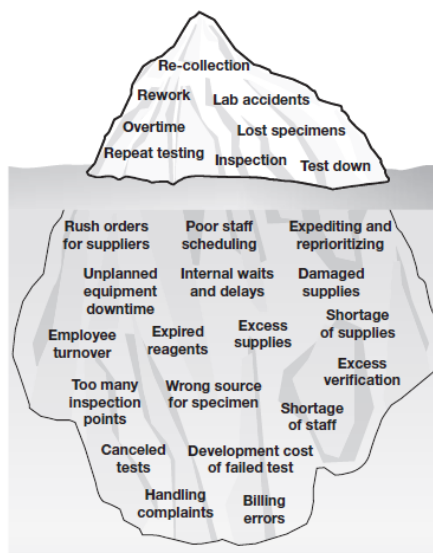 Re-collection
Rework
Lab accidents
Overtime
Lost specimens
Repeat testing
Inspection
Test down
Rush orders
for suppliers
Poor staff
scheduling
Expediting and
reprioritizing
Unplanned
equipment
downtime
Internal waits
and delays
Damaged
supplies
Employee
turnover
Expired
reagents
Excess
supplies
Shortage
of supplies
Excess
verification
Too many
inspection
points
Wrong source
for specimen
Shortage
of staff
Canceled
tests
Development cost
of failed test
Handling
complaints
Billing
errors